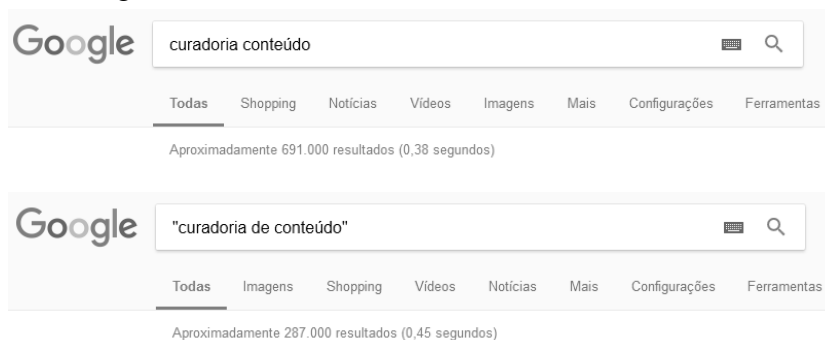 Google curadoria conteúdo
Todas Shopping Notícias Vídeos Imagens Mais Configurações Ferramentas
Aproximadamente 691.000 resultados (0,38 segundos)
Google "curadoria de conteúdo"
Todas Imagens Shopping Vídeos Notícias Mais Configurações Ferramentas
Aproximadamente 287.000 resultados (0,45 segundos)